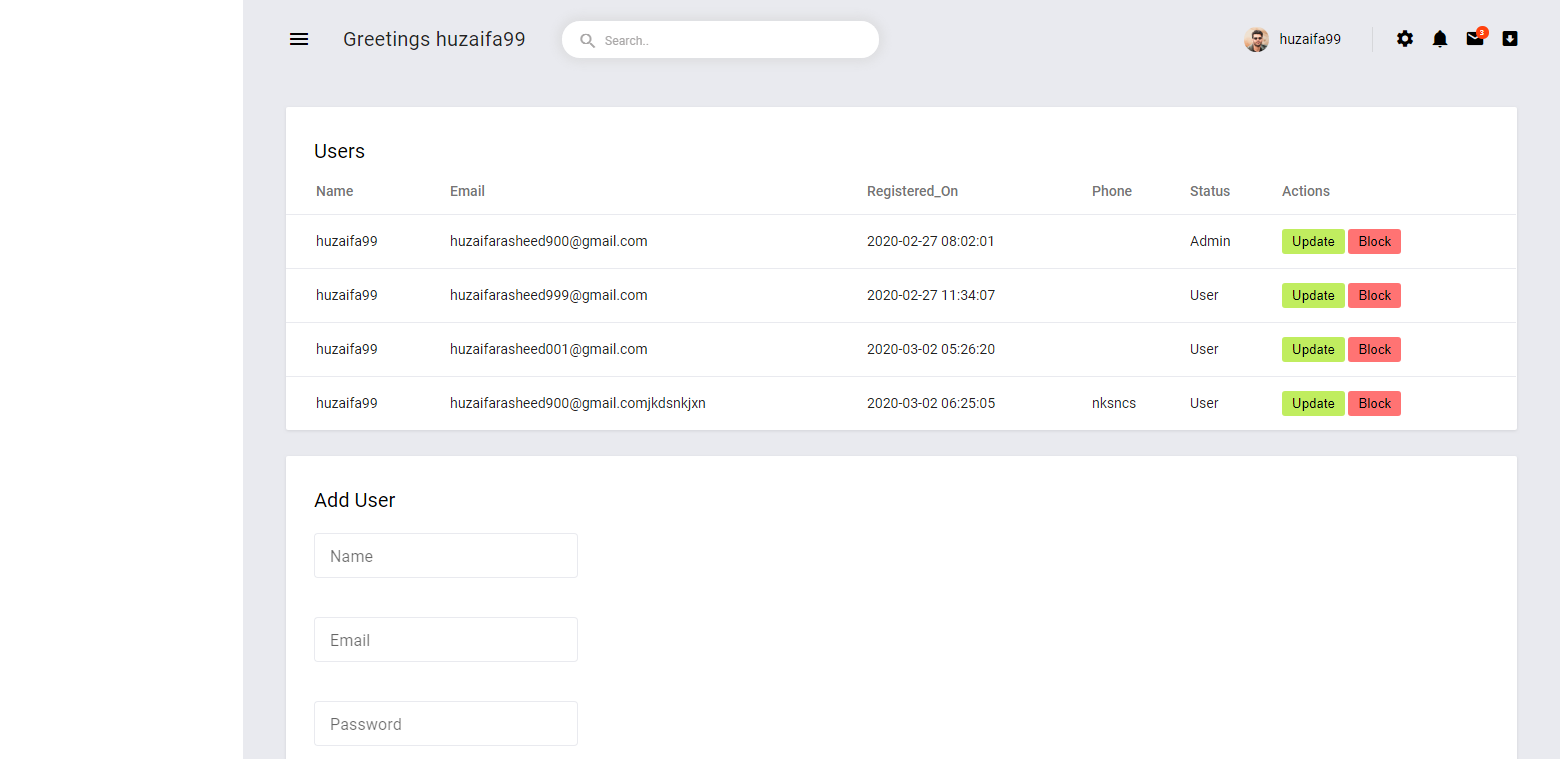 Greetings huzaifa99 Search.. huzaifa99 3
Users
Name Email Registered_On Phone Status Actions
huzaifa99 huzaifarasheed900@gmail.com 2020-02-27 08:02:01 Admin Update Block
huzaifa99 huzaifarasheed999@gmail.com 2020-02-27 11:34:07 User Update Block
huzaifa99 huzaifarasheed001@gmail.com 2020-03-02 05:26:20 User Update Block
huzaifa99 huzaifarasheed900@gmail.comjkdsnkjxn 2020-03-02 06:25:05 nksncs User Update Block
Add User
Name
Email
Password